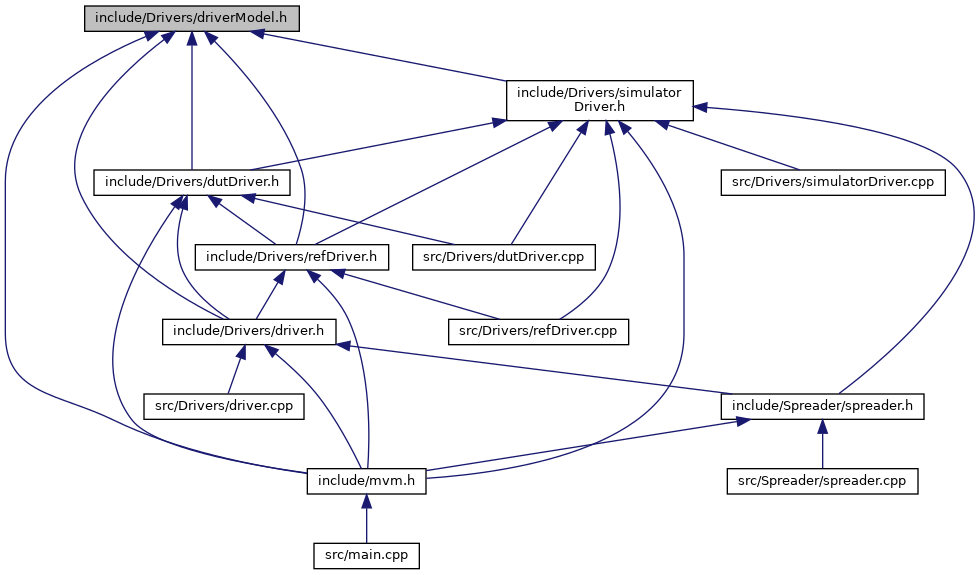 include/Drivers/driverModel.h
include/Drivers/simulator
Driver.h
include/Drivers/dutDriver.h
src/Drivers/simulatorDriver.cpp
include/Drivers/refDriver.h
src/Drivers/dutDriver.cpp
include/Drivers/driver.h
src/Drivers/refDriver.cpp
src/Drivers/driver.cpp
include/Spreader/spreader.h
include/mvm.h
src/Spreader/spreader.cpp
src/main.cpp